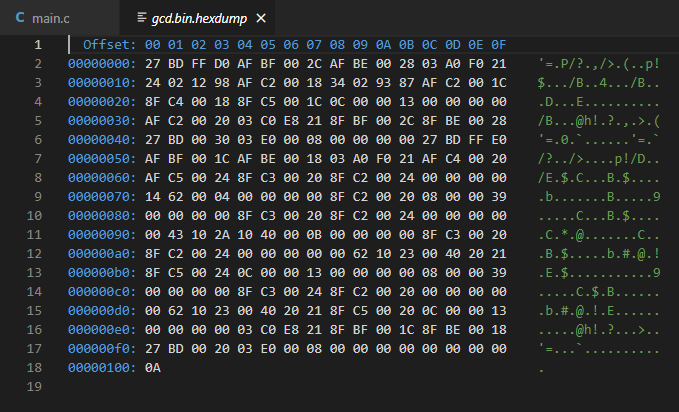 main.c gcd.bin.hexdump
1 Offset: 00 01 02 03 04 05 06 07 08 09 0A 0B 0C 0D 0E 0F
2 00000000: 27 BD FF D0 AF BF 00 2C AF BE 00 28 03 A0 F0 21 '=.P/?.,/>.(..p!
3 00000010: 24 02 12 98 AF C2 00 18 34 02 93 87 AF C2 00 1C $.../B..4.../B..
4 00000020: 8F C4 00 18 8F C5 00 1C 0C 00 00 13 00 00 00 00 .D...E..........
5 00000030: AF C2 00 20 03 C0 E8 21 8F BF 00 2C 8F BE 00 28 /B...@h!.?.,.>.(
6 00000040: 27 BD 00 30 03 E0 00 08 00 00 00 00 27 BD FF E0 '=.0.`......'=.`
7 00000050: AF BF 00 1C AF BE 00 18 03 A0 F0 21 AF C4 00 20 /?../>.....p!/D..
8 00000060: AF C5 00 24 8F C3 00 20 8F C2 00 24 00 00 00 00 /E.$.C...B.$....
9 00000070: 14 62 00 04 00 00 00 00 8F C2 00 20 08 00 00 39 .b.......B.....9
10 00000080: 00 00 00 00 8F C3 00 20 8F C2 00 24 00 00 00 00 .....C...B.$....
11 00000090: 00 43 10 2A 10 40 00 0B 00 00 00 00 8F C3 00 20 .C.*.@.......C..
12 000000a0: 8F C2 00 24 00 00 00 00 00 62 10 23 00 40 20 21 .B.$.....b.#.@.!
13 000000b0: 8F C5 00 24 0C 00 00 13 00 00 00 00 08 00 00 39 .E.$...........9
14 000000c0: 00 00 00 00 8F C3 00 24 8F C2 00 20 00 00 00 00 .....C.$.B......
15 000000d0: 00 62 10 23 00 40 20 21 8F C5 00 20 0C 00 00 13 .b.#.@.!.E......
16 000000e0: 00 00 00 00 03 C0 E8 21 8F BF 00 1C 8F BE 00 18 .....@h!.?...>..
17 000000f0: 27 BD 00 20 03 E0 00 08 00 00 00 00 00 00 00 00 '=...`..........
18 00000100: 0A .
19